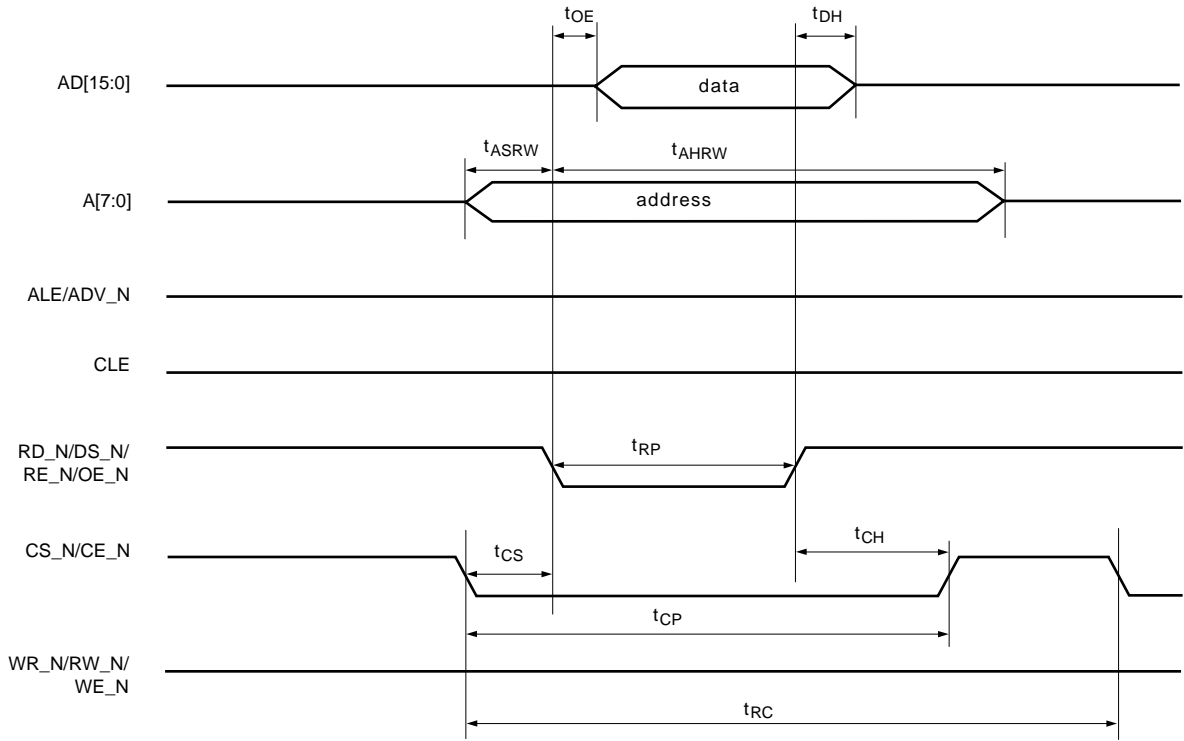 tOE
tDH
AD[15:0]
data
tASRW
tAHRW
A[7:0]
address
ALE/ADV_N
CLE
RD_N/DS_N/
RE_N/OE_N
tRP
CS_N/CE_N
tCS
tCH
tCP
WR_N/RW_N/
WE_N
tRC